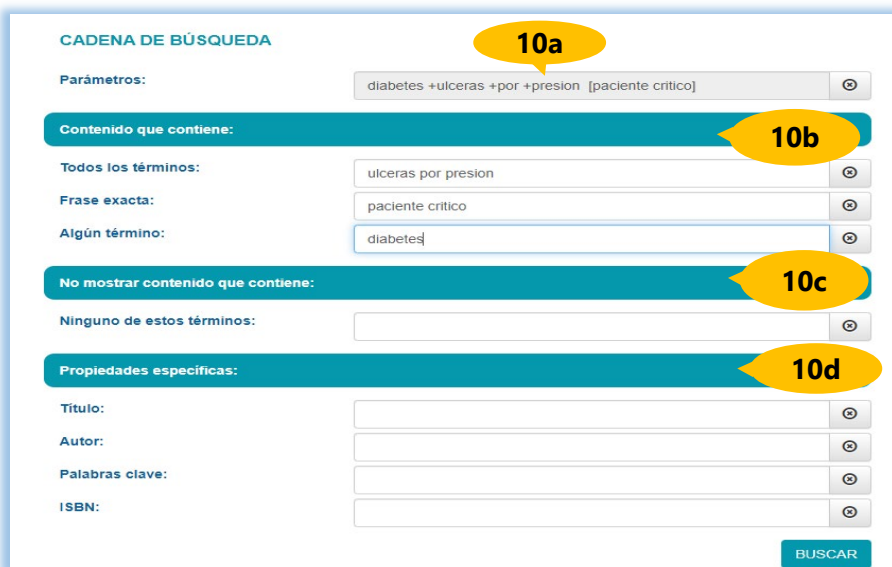 CADENA DE BÚSQUEDA
10a
Parámetros:
diabetes +ulceras +por +presion [paciente critico]
Contenido que contiene:
10b
Todos los términos:
ulceras por presion
Frase exacta:
paciente critico
Algún término:
diabetes
No mostrar contenido que contiene:
10c
Ninguno de estos términos:
Propiedades específicas:
10d
Título:
Autor:
Palabras clave:
ISBN:
BUSCAR